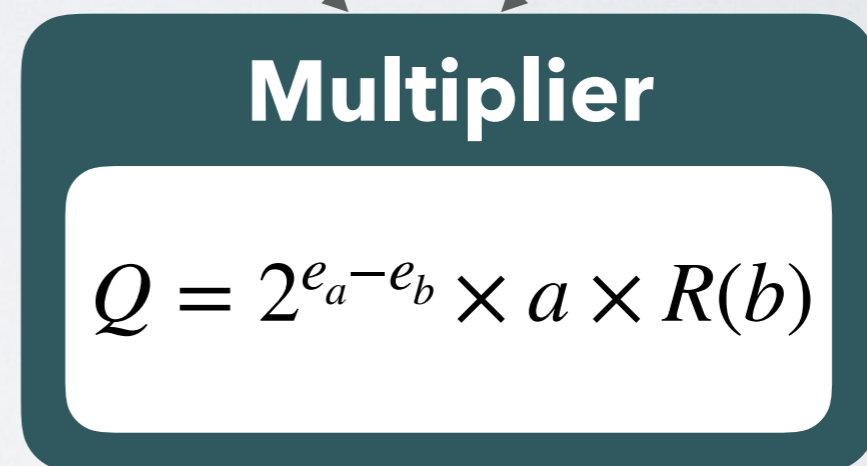 Multiplier
Q = 2^{e_a−e_b} × a × R(b)